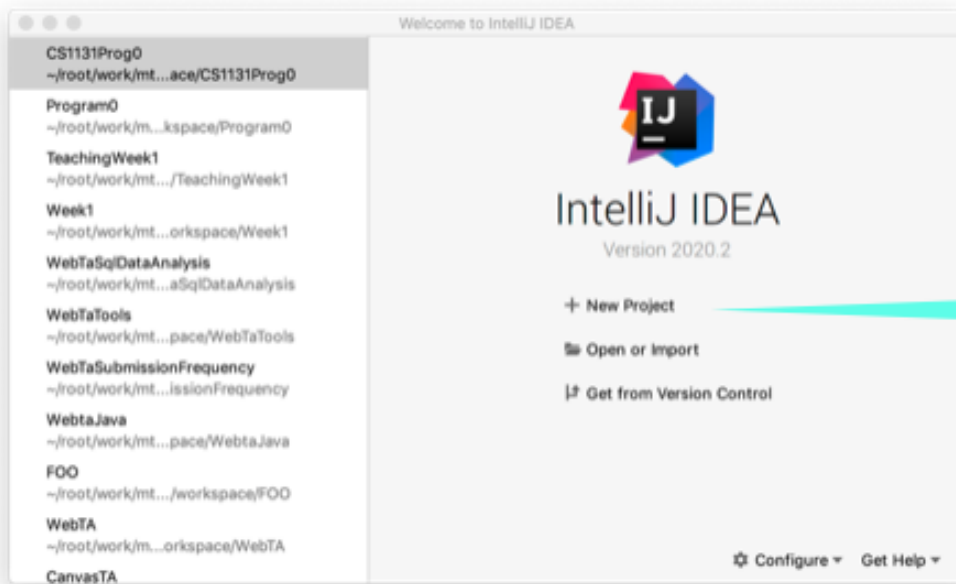 Welcome to IntelliJ IDEA
CS1131Prog0
~/root/work/mt...ace/CS1131Prog0
Program0
~/root/work/m...kspace/Program0
TeachingWeek1
~/root/work/mt.../TeachingWeek1
Week1
~/root/work/mt...orkspace/Week1
WebTaSqlDataAnalysis
~/root/work/mt...aSqlDataAnalysis
WebTaTools
~/root/work/mt...pace/WebTaTools
WebTaSubmissionFrequency
~/root/work/mt...issionFrequency
WebtaJava
~/root/work/mt...pace/WebtaJava
FOO
~/root/work/mt.../workspace/FOO
WebTA
~/root/work/m...orkspace/WebTA
CanvasTA
IJ
IntelliJ IDEA
Version 2020.2
+ New Project
Open or Import
Get from Version Control
Configure
Get Help